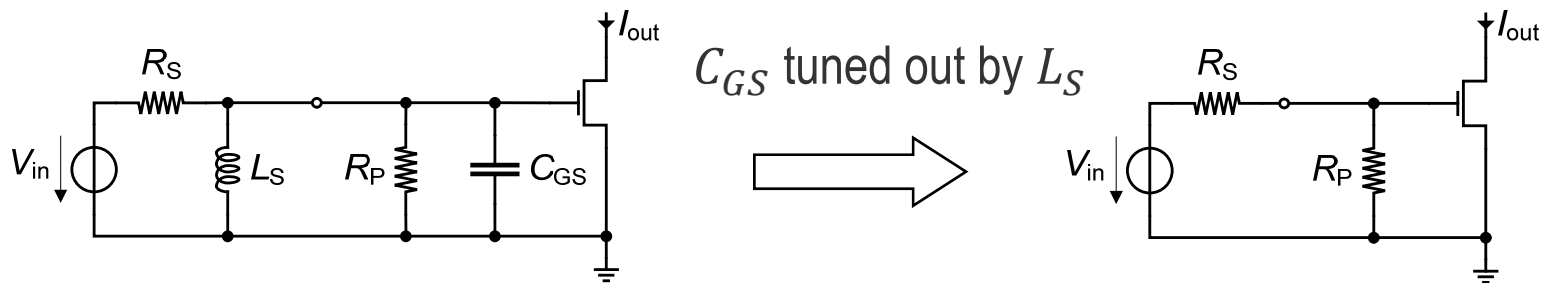 I_out
R_S
V_in
L_S
R_P
C_GS
C_GS tuned out by L_S
I_out
R_S
V_in
R_P